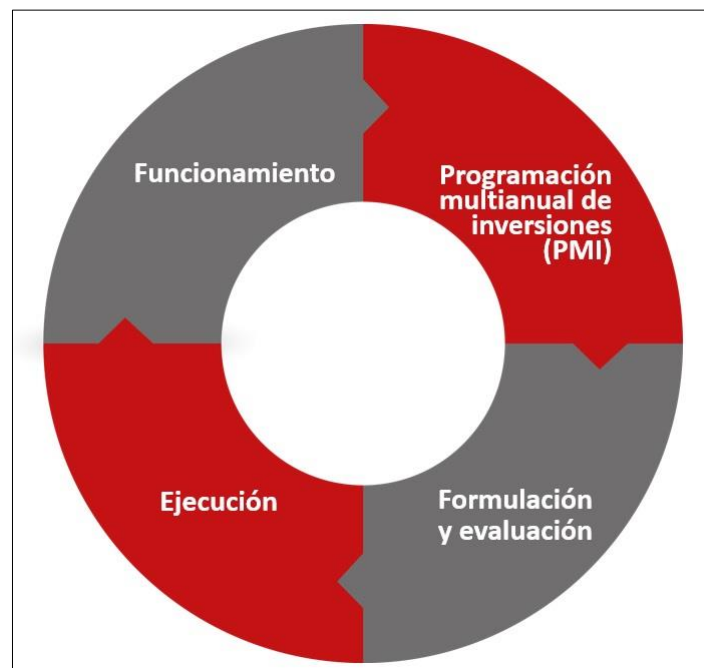 Funcionamiento
Programación
multianual de
inversiones
(PMI)
Ejecución
Formulación
y evaluación